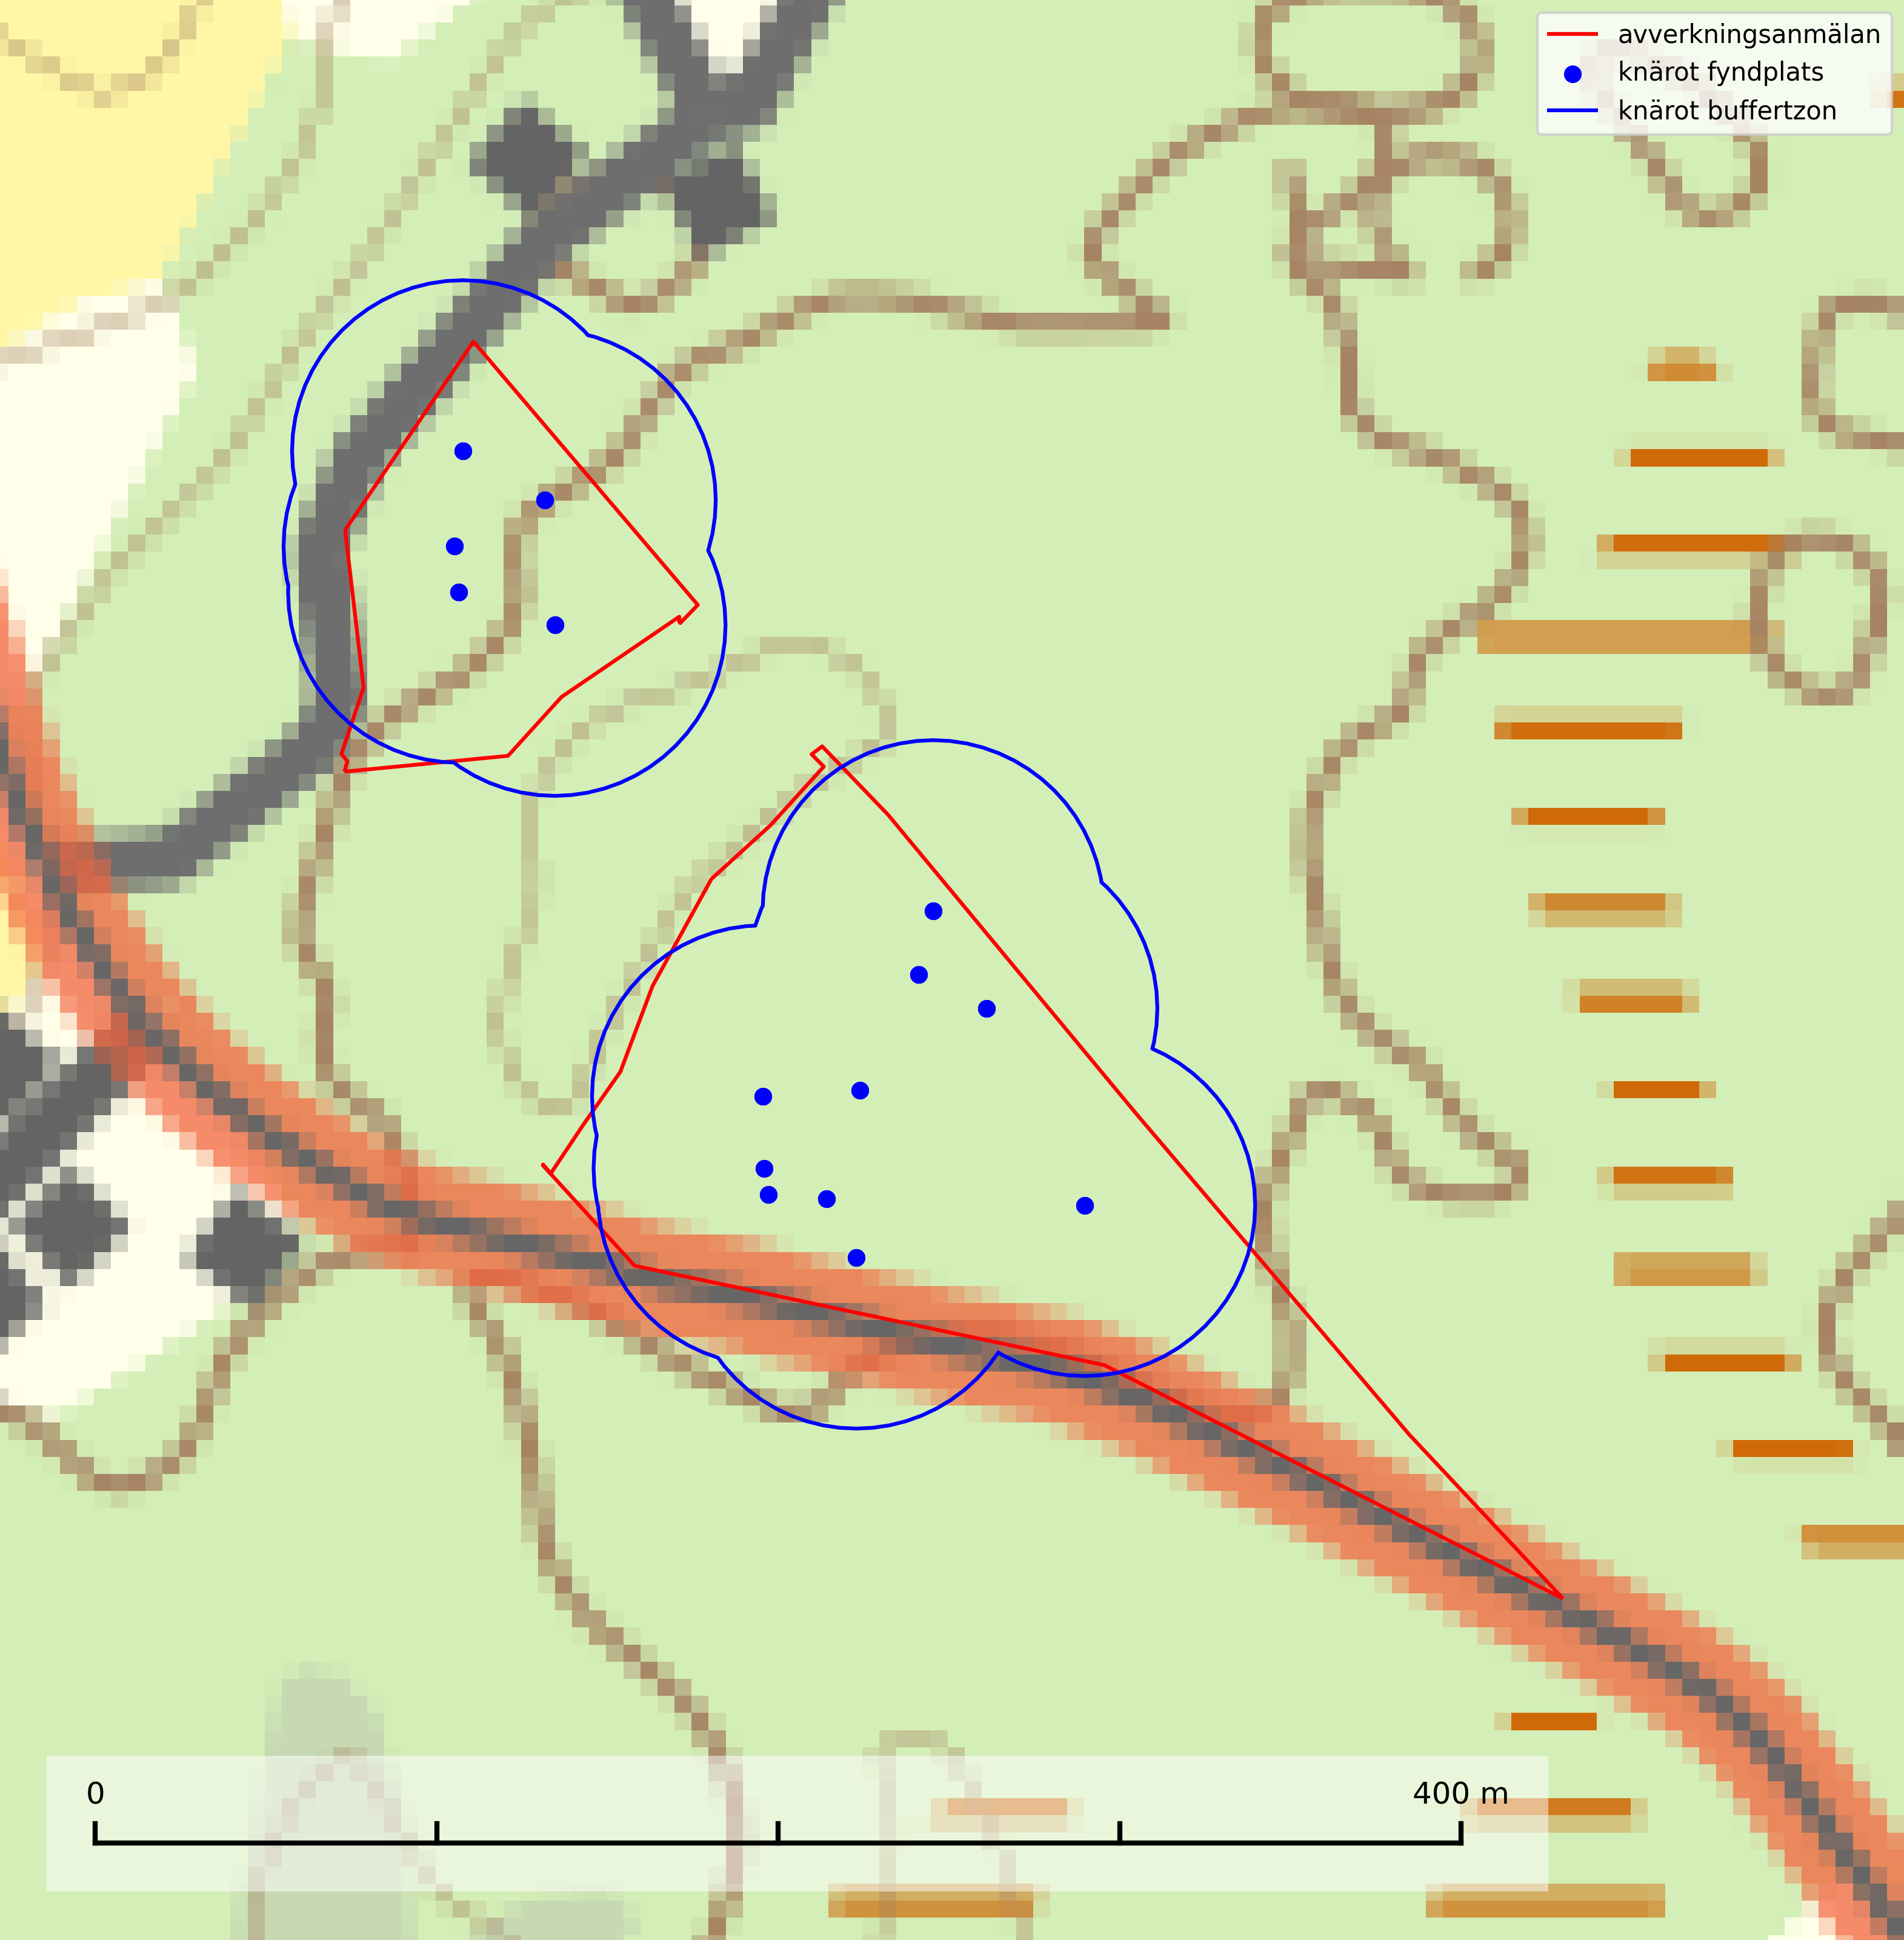 avverkningsanmälan
knärot fyndplats
knärot buffertzon
0
400 m